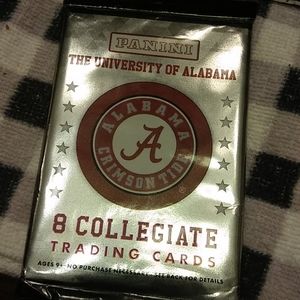 PANINI
THE UNIVERSITY OF ALABAMA
ALABAMA
A
CRIMSON TIDE
8 COLLEGIATE
TRADING CARDS
AGES 9+ NO PURCHASE NECESSARY. SEE BACK FOR DETAILS